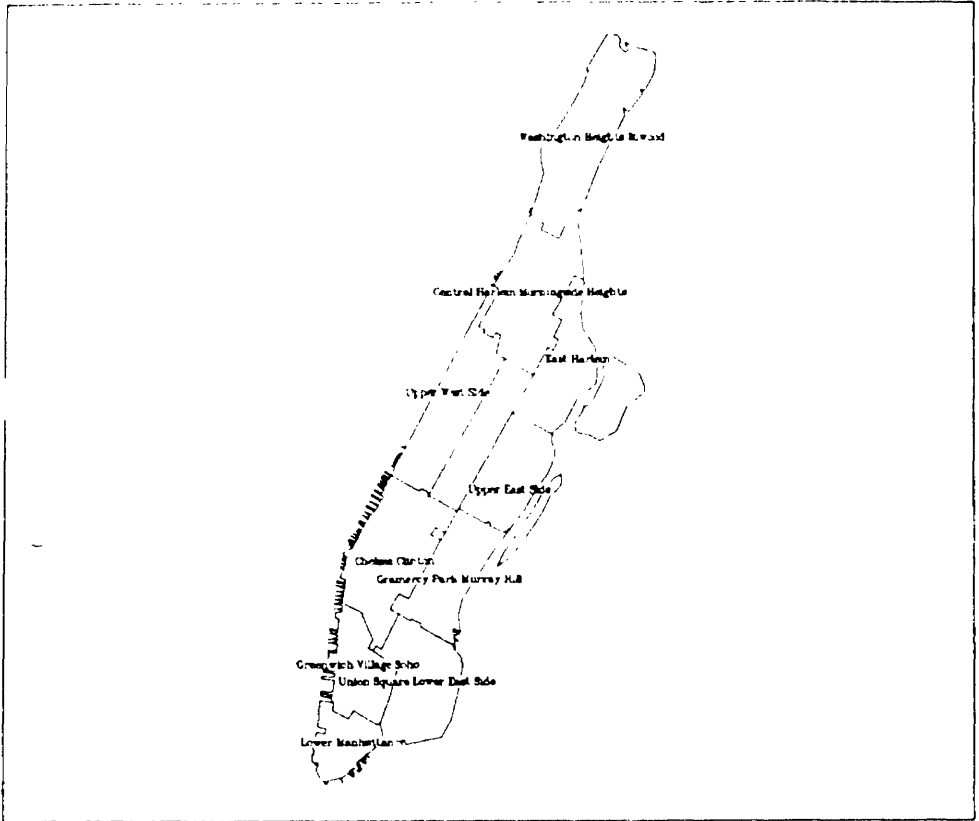 Washington Heights Inwood
Central Harlem Morningside Heights
East Harlem
Upper West Side
Upper East Side
Chelsea Clinton
Gramercy Park Murray Hill
Greenwich Village Soho
Union Square Lower East Side
Lower Manhattan